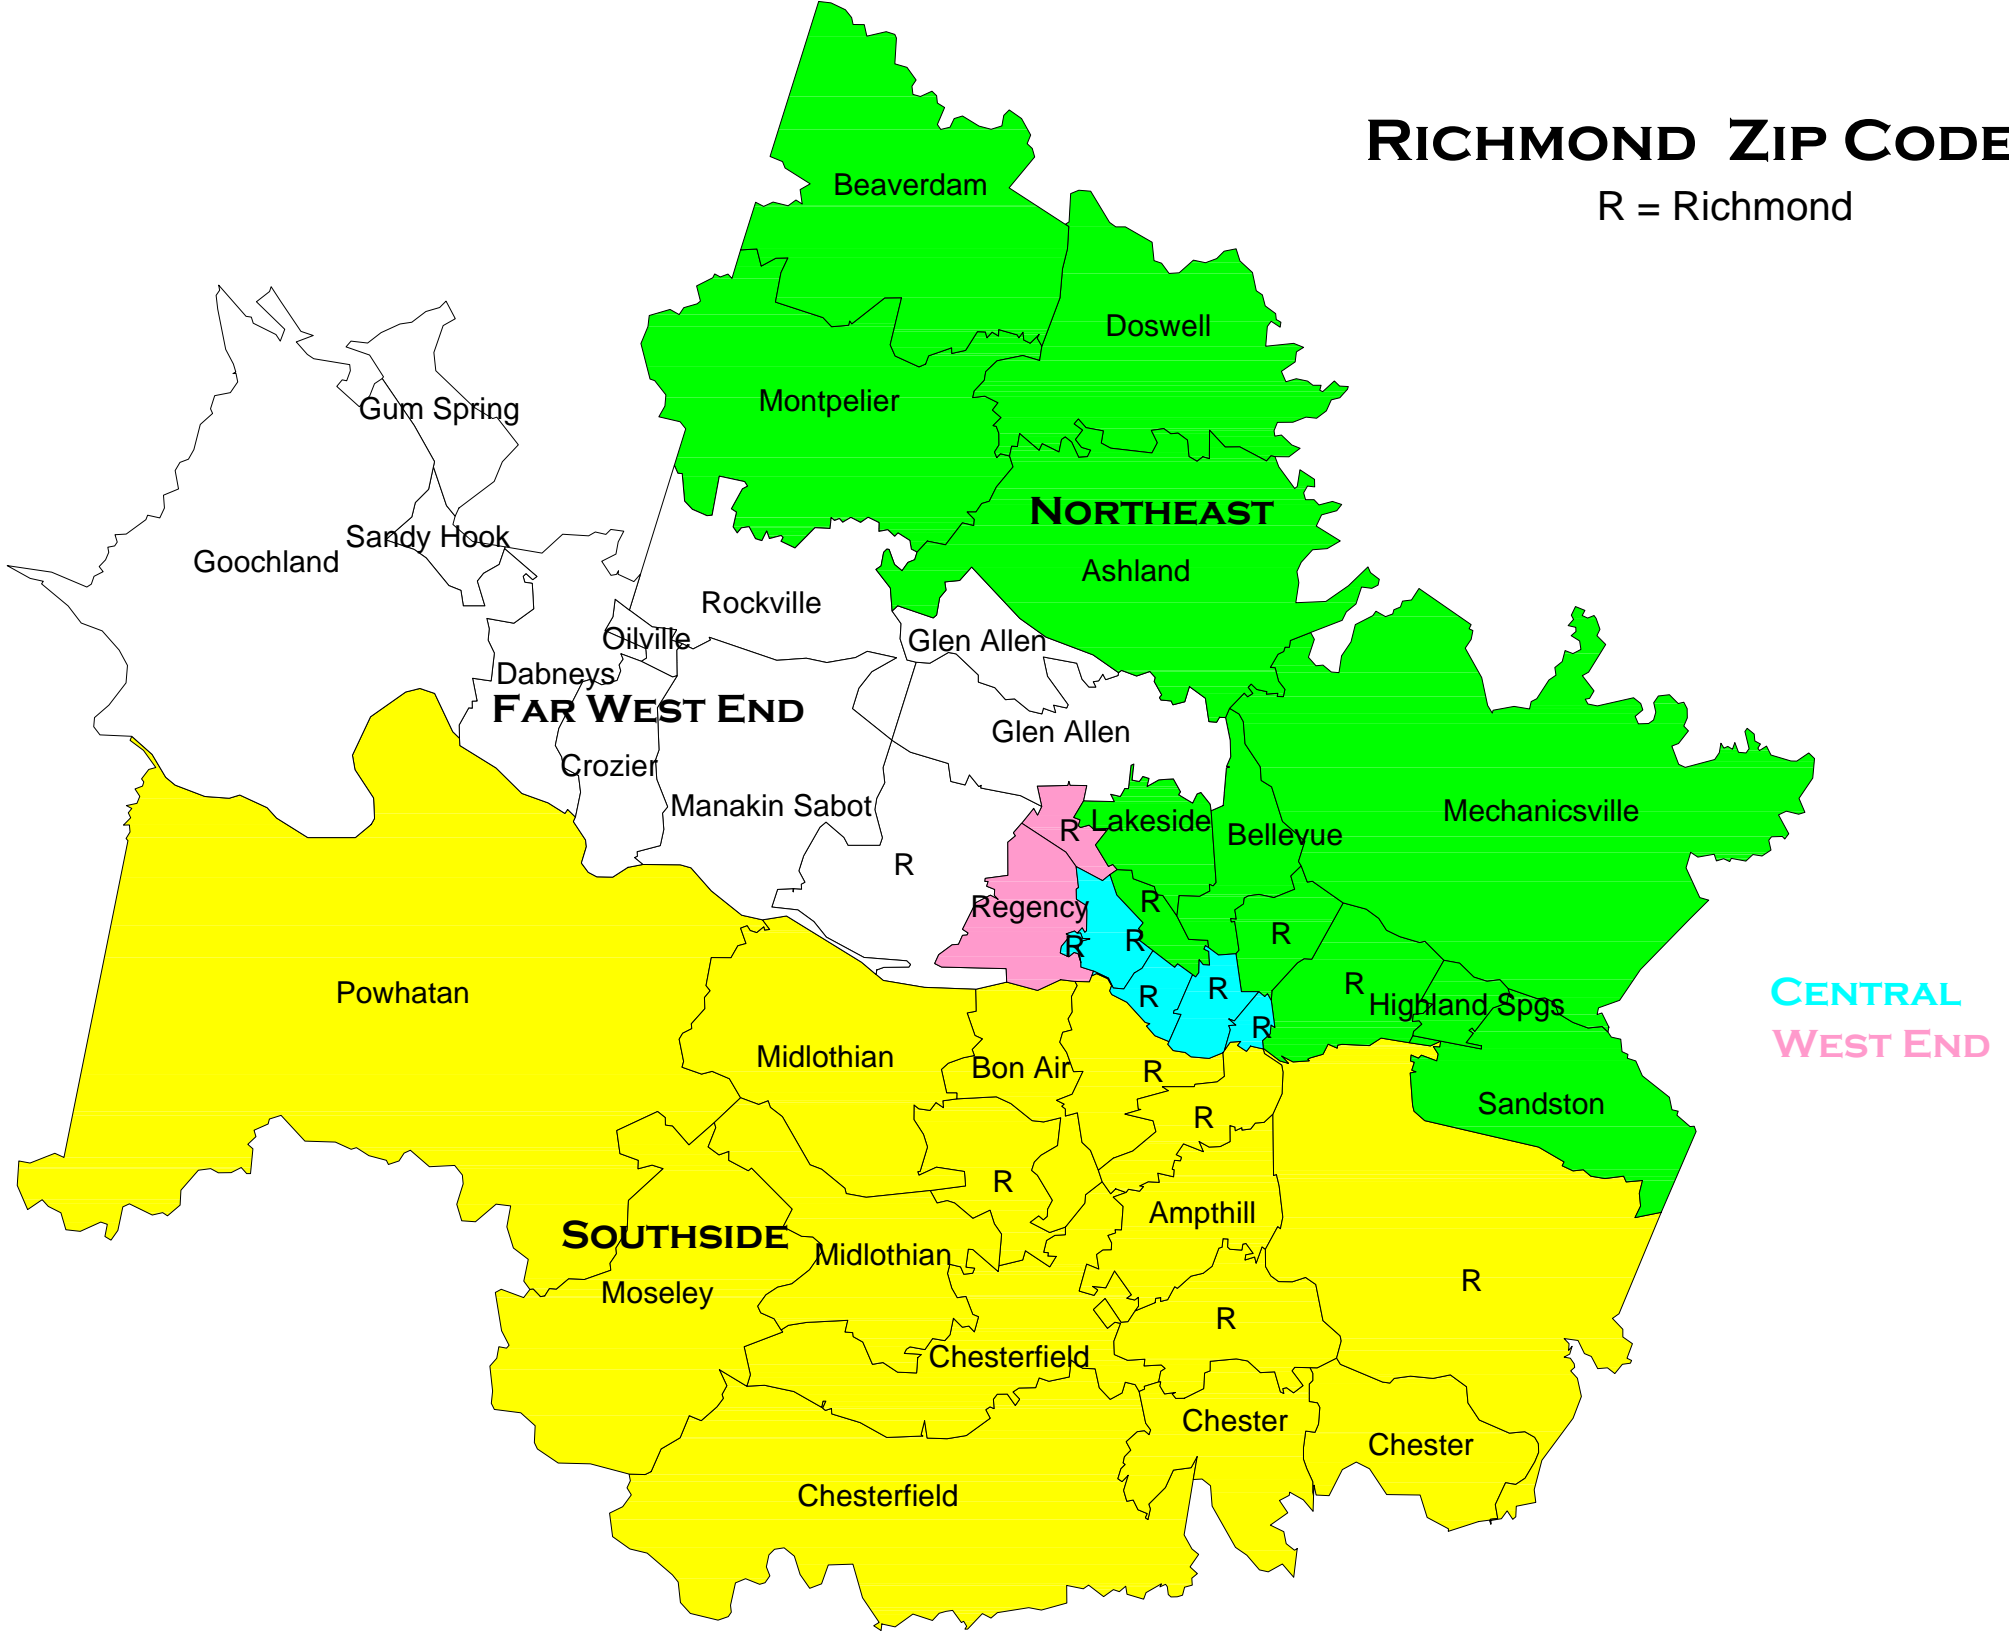 RICHMOND ZIP CODE
R = Richmond
Beaverdam
Doswell
Montpelier
Gum Spring
NORTHEAST
Sandy Hook
Goochland
Ashland
Rockville
Oilville
Glen Allen
Dabneys
FAR WEST END
Glen Allen
Crozier
Manakin Sabot
R
Lakeside
Bellevue
Mechanicsville
R
Regency
R
R
R
R
R
R
R
R
Highland Spgs
R
CENTRAL
WEST END
Powhatan
Midlothian
Bon Air
R
Sandston
R
R
Ampthill
SOUTHSIDE
Midlothian
Moseley
R
R
Chesterfield
Chester
Chester
Chesterfield